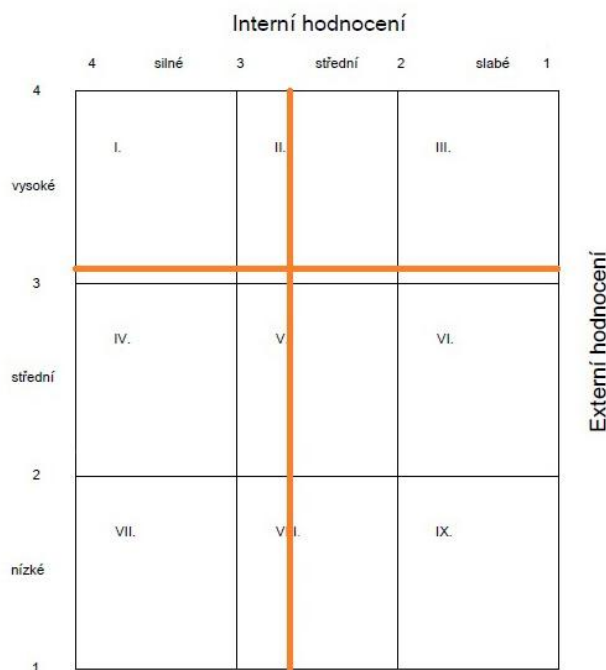 Interní hodnocení
4 silné 3 střední 2 slabé 1
4
I. II. III.
vysoké
3
IV. V. VI.
střední
2
VII. VIII. IX.
nízké
1
Externí hodnocení